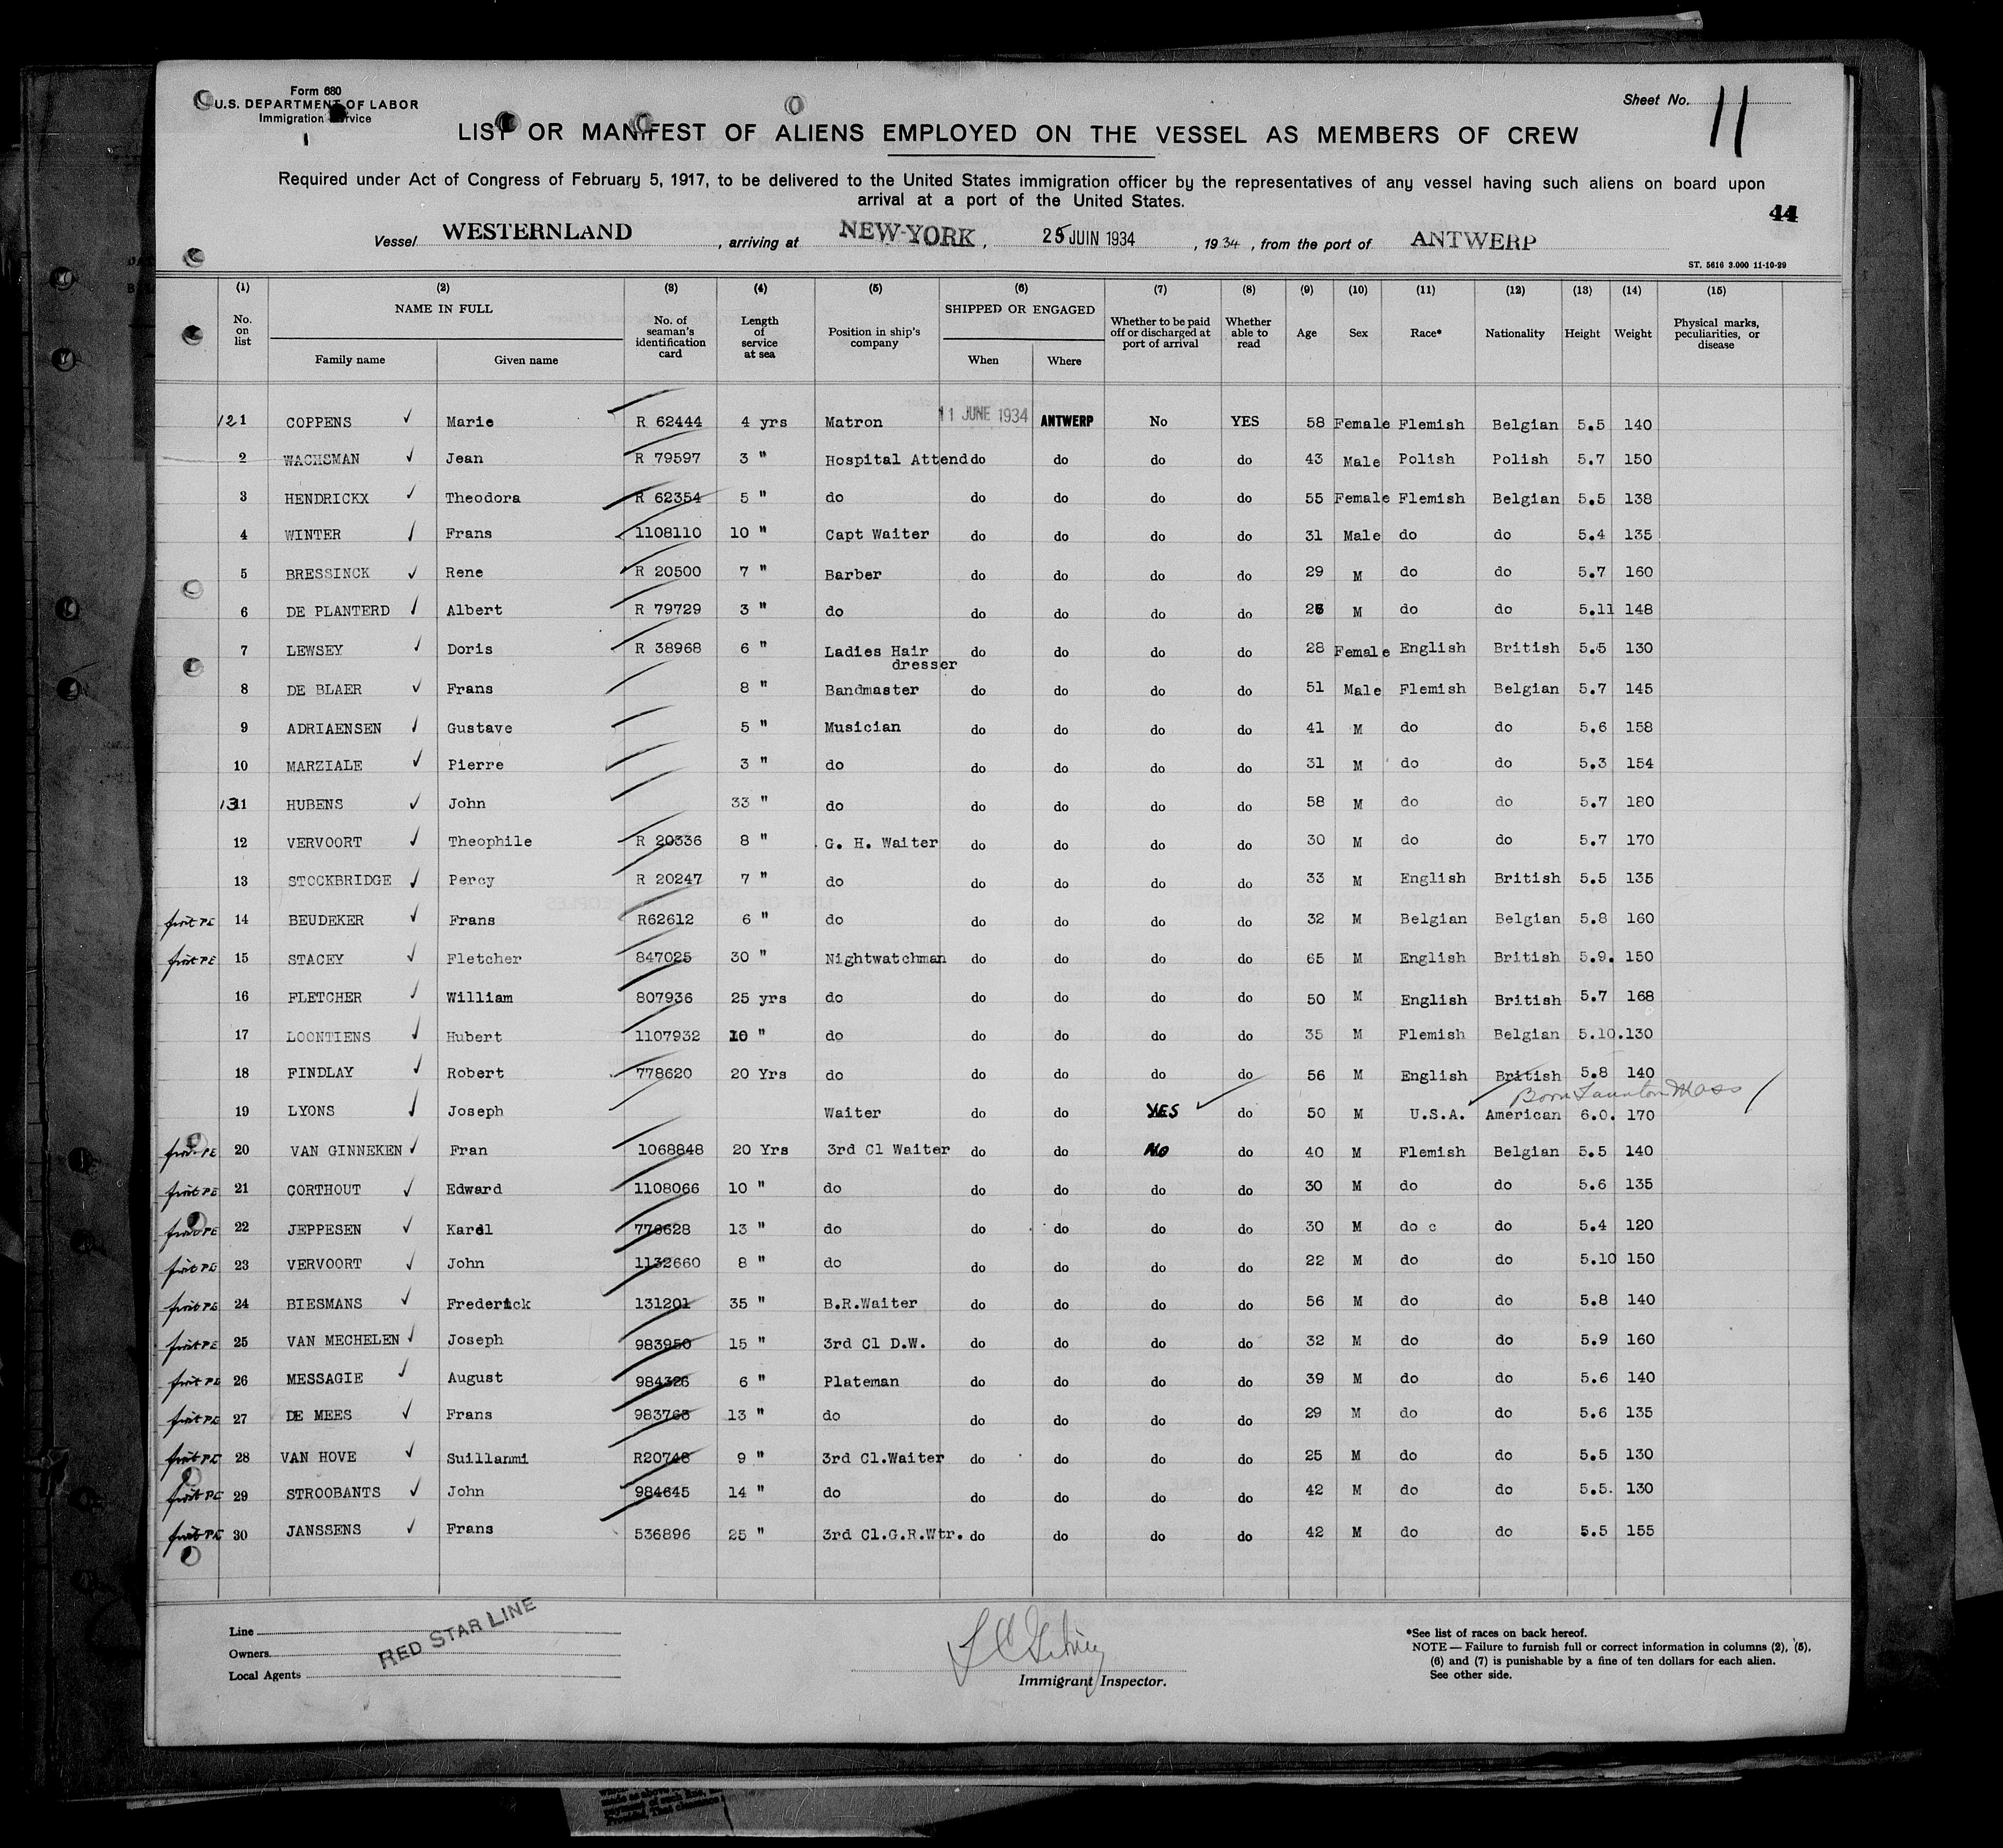 Form 680
U.S. DEPARTMENT OF LABOR
Immigration Service
Sheet No. 11
LIST OR MANIFEST OF ALIENS EMPLOYED ON THE VESSEL AS MEMBERS OF CREW
Required under Act of Congress of February 5, 1917, to be delivered to the United States immigration officer by the representatives of any vessel having such aliens on board upon
arrival at a port of the United States.
44
Vessel WESTERNLAND, arriving at NEW-YORK, 25 JUIN 1934, 1934, from the port of ANTWERP
ST. 5616 3.000 11-10-29
(1) (2) (3) (4) (5) (6) (7) (8) (9) (10) (11) (12) (13) (14) (15)
No. on list NAME IN FULL Family name Given name No. of seaman's identification card Length of service at sea Position in ship's company SHIPPED OR ENGAGED When Where Whether to be paid off or discharged at port of arrival Whether able to read Age Sex Race* Nationality Height Weight Physical marks, peculiarities, or disease
121 COPPENS ✓ Marie R 62444 4 yrs Matron 11 JUNE 1934 ANTWERP No YES 58 Female Flemish Belgian 5.5 140
2 WACHSMAN ✓ Jean R 79597 3 " Hospital Attend do do do do 43 Male Polish Polish 5.7 150
3 HENDRICKX ✓ Theodora R 62354 5 " do do do do do 55 Female Flemish Belgian 5.5 138
4 WINTER ✓ Frans 1108110 10 " Capt Waiter do do do do 31 Male do do 5.4 135
5 BRESSINCK ✓ Rene R 20500 7 " Barber do do do do 29 M do do 5.7 160
6 DE PLANTERD ✓ Albert R 79729 3 " do do do do do M do do 5.11 148
7 LEWSEY ✓ Doris R 38968 6 " Ladies Hair dresser do do do do 28 Female English British 5.5 130
8 DE BLAER ✓ Frans 8 " Bandmaster do do do do 51 Male Flemish Belgian 5.7 145
9 ADRIAENSEN ✓ Gustave 5 " Musician do do do do 41 M do do 5.6 158
10 MARZIALE ✓ Pierre 3 " do do do do do 31 M do do 5.3 154
1311 HUBENS ✓ John 33 " do do do do do 58 M do do 5.7 180
12 VERVOORT ✓ Theophile R 20336 8 " G. H. Waiter do do do do 30 M do do 5.7 170
13 STOCKBRIDGE ✓ Percy R 20247 7 " do do do do do 33 M English British 5.5 135
14 BEUDEKER ✓ Frans R62612 6 " do do do do do 32 M Belgian Belgian 5.8 160
15 STACEY ✓ Fletcher 847025 30 " Nightwatchman do do do do 65 M English British 5.9. 150
16 FLETCHER ✓ William 807936 25 yrs do do do do do 50 M English British 5.7 168
17 LOONTIENS ✓ Hubert 1107932 10 " do do do do do 35 M Flemish Belgian 5.10.130
18 FINDLAY ✓ Robert 778620 20 Yrs do do do do do 56 M English British 5.8 140
Born Taunton Mass
19 LYONS ✓ Joseph Waiter do do YES ✓ do 50 M U.S.A. American 6.0. 170
20 VAN GINNEKEN ✓ Fran 1068848 20 Yrs 3rd Cl Waiter do do No do 40 M Flemish Belgian 5.5 140
21 CORTHOUT ✓ Edward 1108066 10 " do do do do do 30 M do do 5.6 135
22 JEPPESEN ✓ Karel 13 " do do do do do 30 M do c do 5.4 120
23 VERVOORT ✓ John 1132660 8 " do do do do do 22 M do do 5.10 150
24 BIESMANS ✓ Frederick 131201 35 " B.R.Waiter do do do do 56 M do do 5.8 140
25 VAN MECHELEN ✓ Joseph 983950 15 " 3rd Cl D.W. do do do do 32 M do do 5.9 160
26 MESSAGIE ✓ August 984326 6 " Plateman do do do do 39 M do do 5.6 140
27 DE MEES ✓ Frans 13 " do do do do do 29 M do do 5.6 135
28 VAN HOVE ✓ Suillanmi 9 " 3rd Cl.Waiter do do do do 25 M do do 5.5 130
29 STROOBANTS ✓ John 984645 14 " do do do do do 42 M do do 5.5. 130
30 JANSSENS ✓ Frans 536896 25 " 3rd Cl.G.R.Wtr. do do do do 42 M do do 5.5 155
Line
Owners
Local Agents
RED STAR LINE
Immigrant Inspector.
*See list of races on back hereof.
NOTE — Failure to furnish full or correct information in columns (2), (5),
(6) and (7) is punishable by a fine of ten dollars for each alien.
See other side.